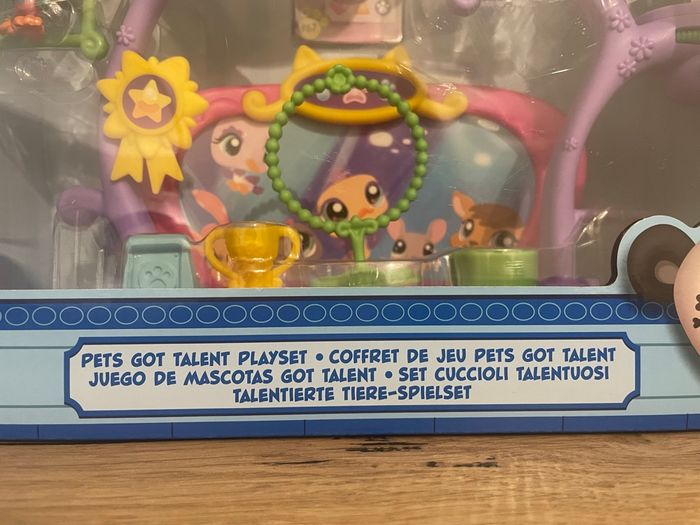 PETS GOT TALENT PLAYSET • COFFRET DE JEU PETS GOT TALENT
JUEGO DE MASCOTAS GOT TALENT • SET CUCCIOLI TALENTUOSI
TALENTIERTE TIERE-SPIELSET